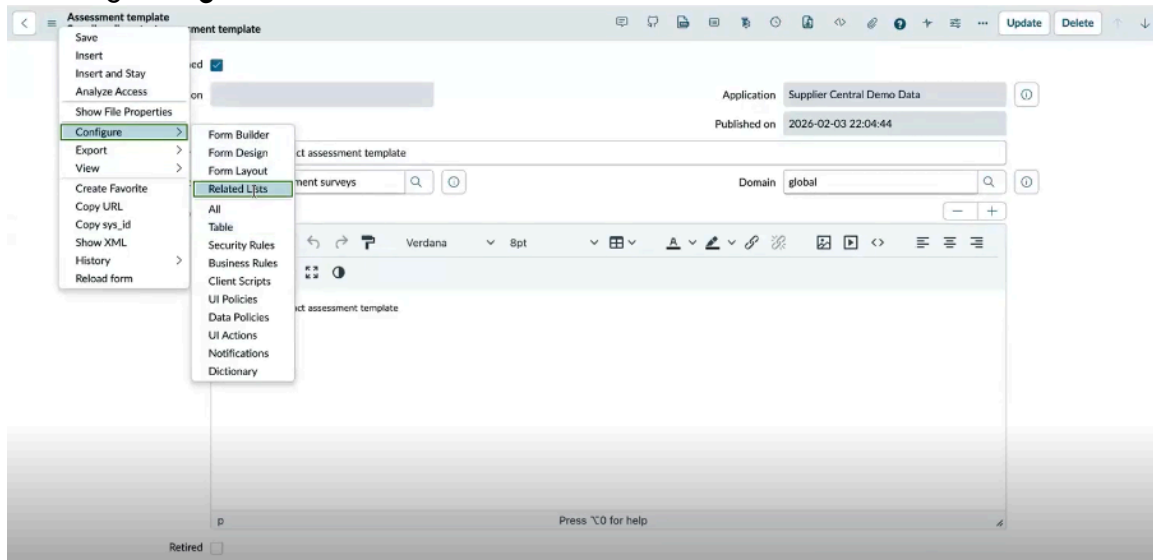 Assessment template
ment template
Update
Delete
Save
Insert
Insert and Stay
Analyze Access
Show File Properties
Configure
Export
View
Create Favorite
Copy URL
Copy sys_id
Show XML
History
Reload form
Form Builder
Form Design
Form Layout
Related Lists
All
Table
Security Rules
Business Rules
Client Scripts
UI Policies
Data Policies
UI Actions
Notifications
Dictionary
ed
on
Application Supplier Central Demo Data
Published on 2026-02-03 22:04:44
ct assessment template
ment surveys
Domain global
Verdana 8pt
act assessment template
p Press ⌥0 for help
Retired